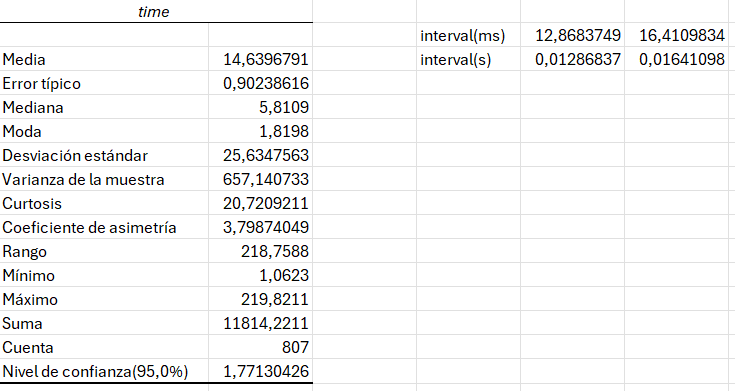 time
interval(ms) 12,8683749 16,4109834
Media 14,6396791 interval(s) 0,01286837 0,01641098
Error típico 0,90238616
Mediana 5,8109
Moda 1,8198
Desviación estándar 25,6347563
Varianza de la muestra 657,140733
Curtosis 20,7209211
Coeficiente de asimetría 3,79874049
Rango 218,7588
Mínimo 1,0623
Máximo 219,8211
Suma 11814,2211
Cuenta 807
Nivel de confianza(95,0%) 1,77130426